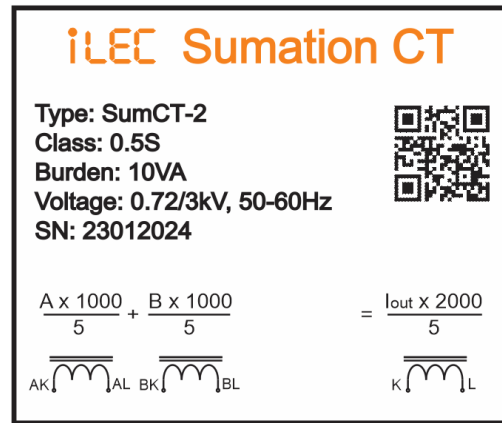 iLEC Sumation CT
Type: SumCT-2
Class: 0.5S
Burden: 10VA
Voltage: 0.72/3kV, 50-60Hz
SN: 23012024
A x 1000 / 5 + B x 1000 / 5 = Iout x 2000 / 5
AK AL BK BL K L